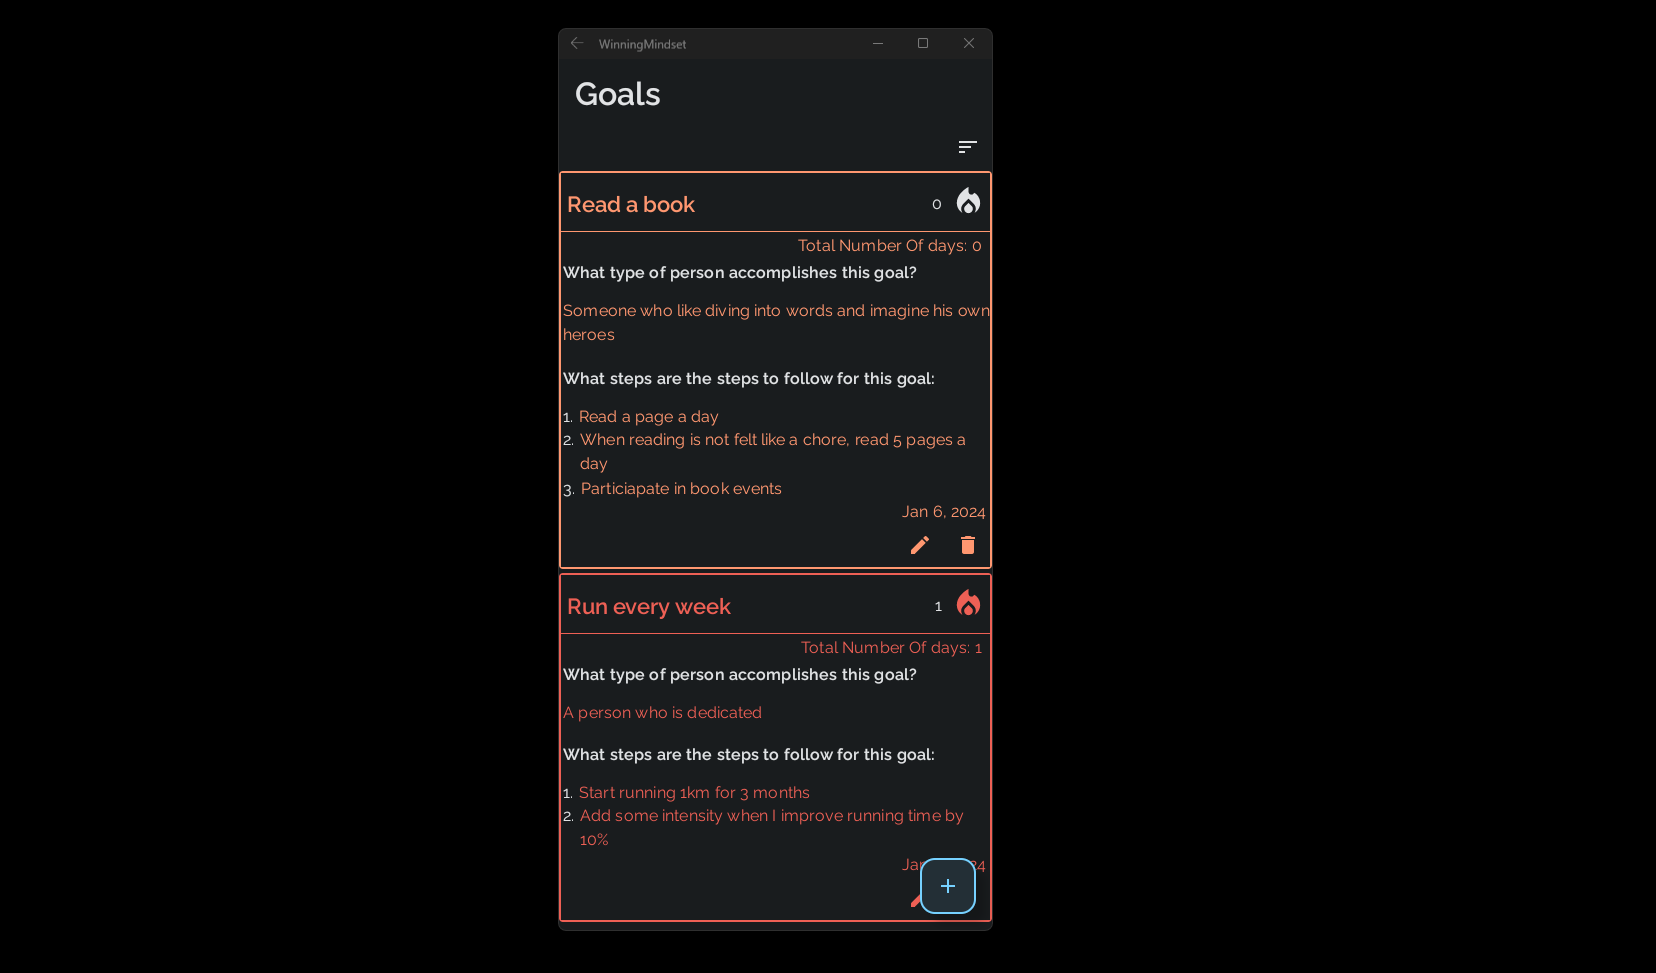 WinningMindset
Goals
Read a book
0
Total Number Of days: 0
What type of person accomplishes this goal?
Someone who like diving into words and imagine his own
heroes
What steps are the steps to follow for this goal:
1. Read a page a day
2. When reading is not felt like a chore, read 5 pages a
day
3. Particiapate in book events
Jan 6, 2024
Run every week
1
Total Number Of days: 1
What type of person accomplishes this goal?
A person who is dedicated
What steps are the steps to follow for this goal:
1. Start running 1km for 3 months
2. Add some intensity when I improve running time by
10%